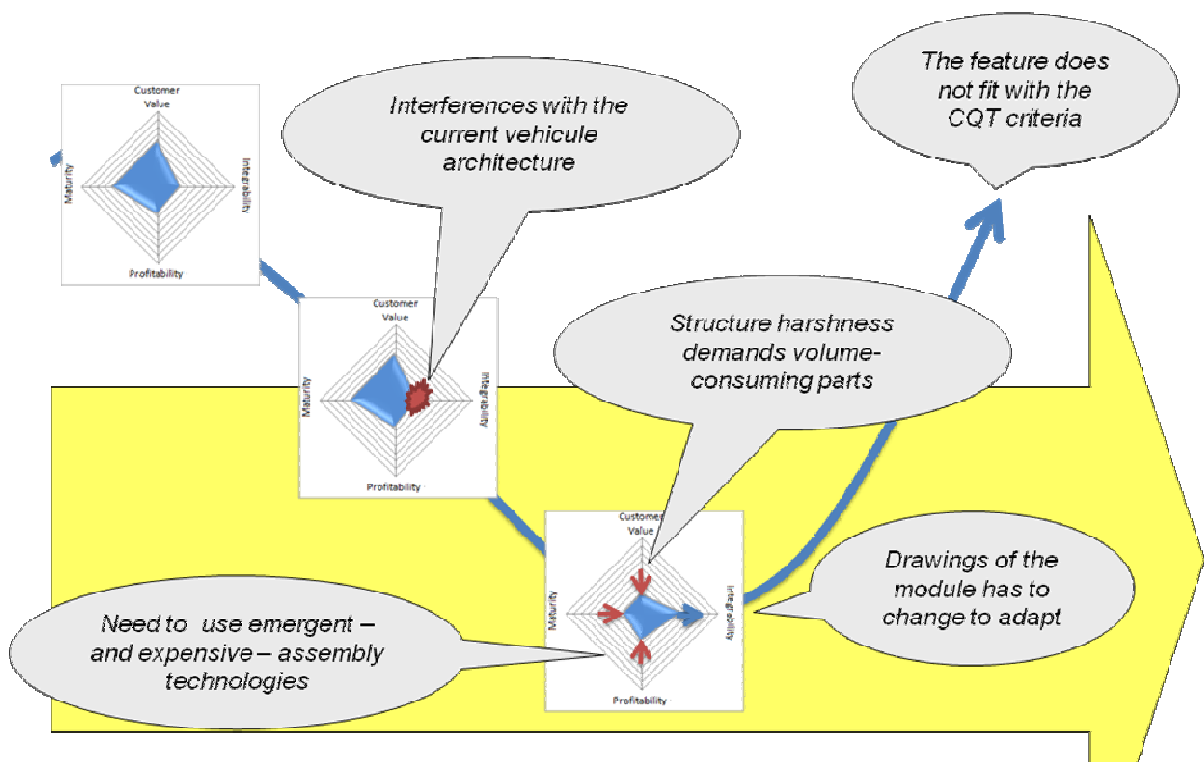 The feature does
not fit with the
CQT criteria
Interferences with the
current vehicule
architecture
Customer
Value
Maturity
Integrability
Profitability
Customer
Value
Maturity
Integrability
Profitability
Structure harshness
demands volume-
consuming parts
Customer
Value
Maturity
Integrability
Profitability
Drawings of the
module has to
change to adapt
Need to use emergent –
and expensive – assembly
technologies